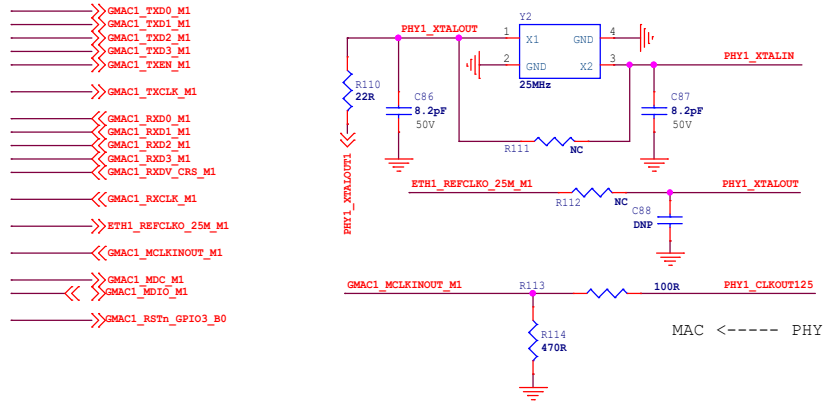 GMAC1_TXD0_M1
GMAC1_TXD1_M1
GMAC1_TXD2_M1
GMAC1_TXD3_M1
GMAC1_TXEN_M1
GMAC1_TXCLK_M1
GMAC1_RXD0_M1
GMAC1_RXD1_M1
GMAC1_RXD2_M1
GMAC1_RXD3_M1
GMAC1_RXDV_CRS_M1
GMAC1_RXCLK_M1
ETH1_REFCLKO_25M_M1
GMAC1_MCLKINOUT_M1
GMAC1_MDC_M1
GMAC1_MDIO_M1
GMAC1_RSTn_GPIO3_B0
PHY1_XTALOUT
Y2
1 X1 GND 4
2 GND X2 3
25MHz
PHY1_XTALIN
R110
22R
C86
8.2pF
50V
C87
8.2pF
50V
R111 NC
PHY1_XTALOUT1
ETH1_REFCLKO_25M_M1
R112 NC
PHY1_XTALOUT
C88
DNP
GMAC1_MCLKINOUT_M1
R113 100R
PHY1_CLKOUT125
R114
470R
MAC <----- PHY